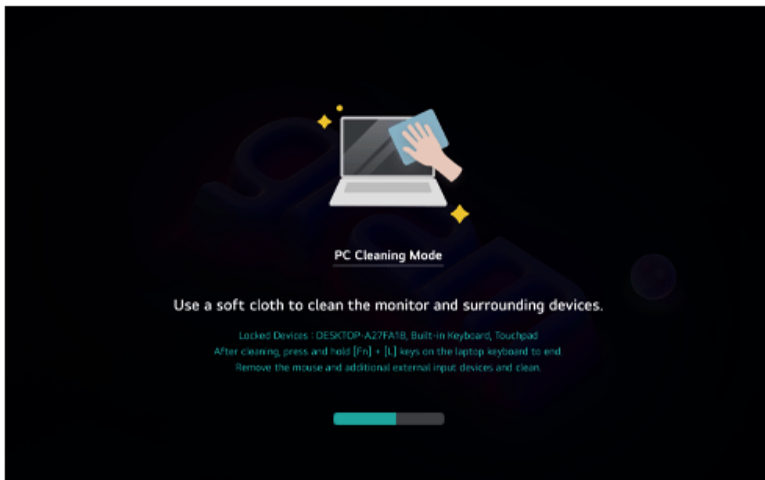 PC Cleaning Mode
Use a soft cloth to clean the monitor and surrounding devices.
Locked Devices : DESKTOP-A27FA1B, Built-in Keyboard, Touchpad
After cleaning, press and hold [Fn] + [L] keys on the laptop keyboard to end.
Remove the mouse and additional external input devices and clean.